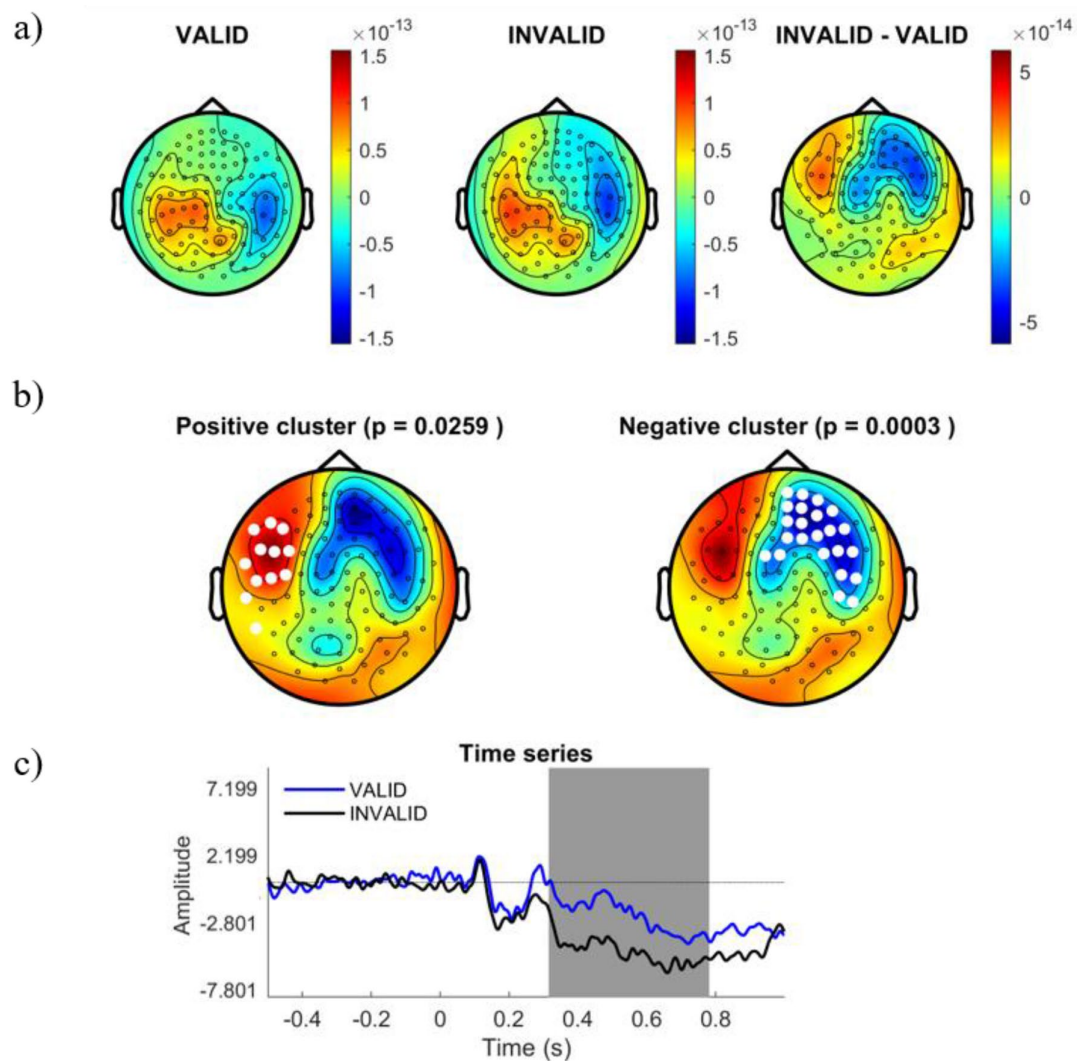 a)
VALID
×10⁻¹³
1.5
1
0.5
0
-0.5
-1
-1.5
INVALID
×10⁻¹³
1.5
1
0.5
0
-0.5
-1
-1.5
INVALID - VALID
×10⁻¹⁴
5
0
-5
b)
Positive cluster (p = 0.0259 )
Negative cluster (p = 0.0003 )
c)
Time series
VALID
INVALID
Amplitude
7.199
2.199
-2.801
-7.801
-0.4 -0.2 0 0.2 0.4 0.6 0.8
Time (s)